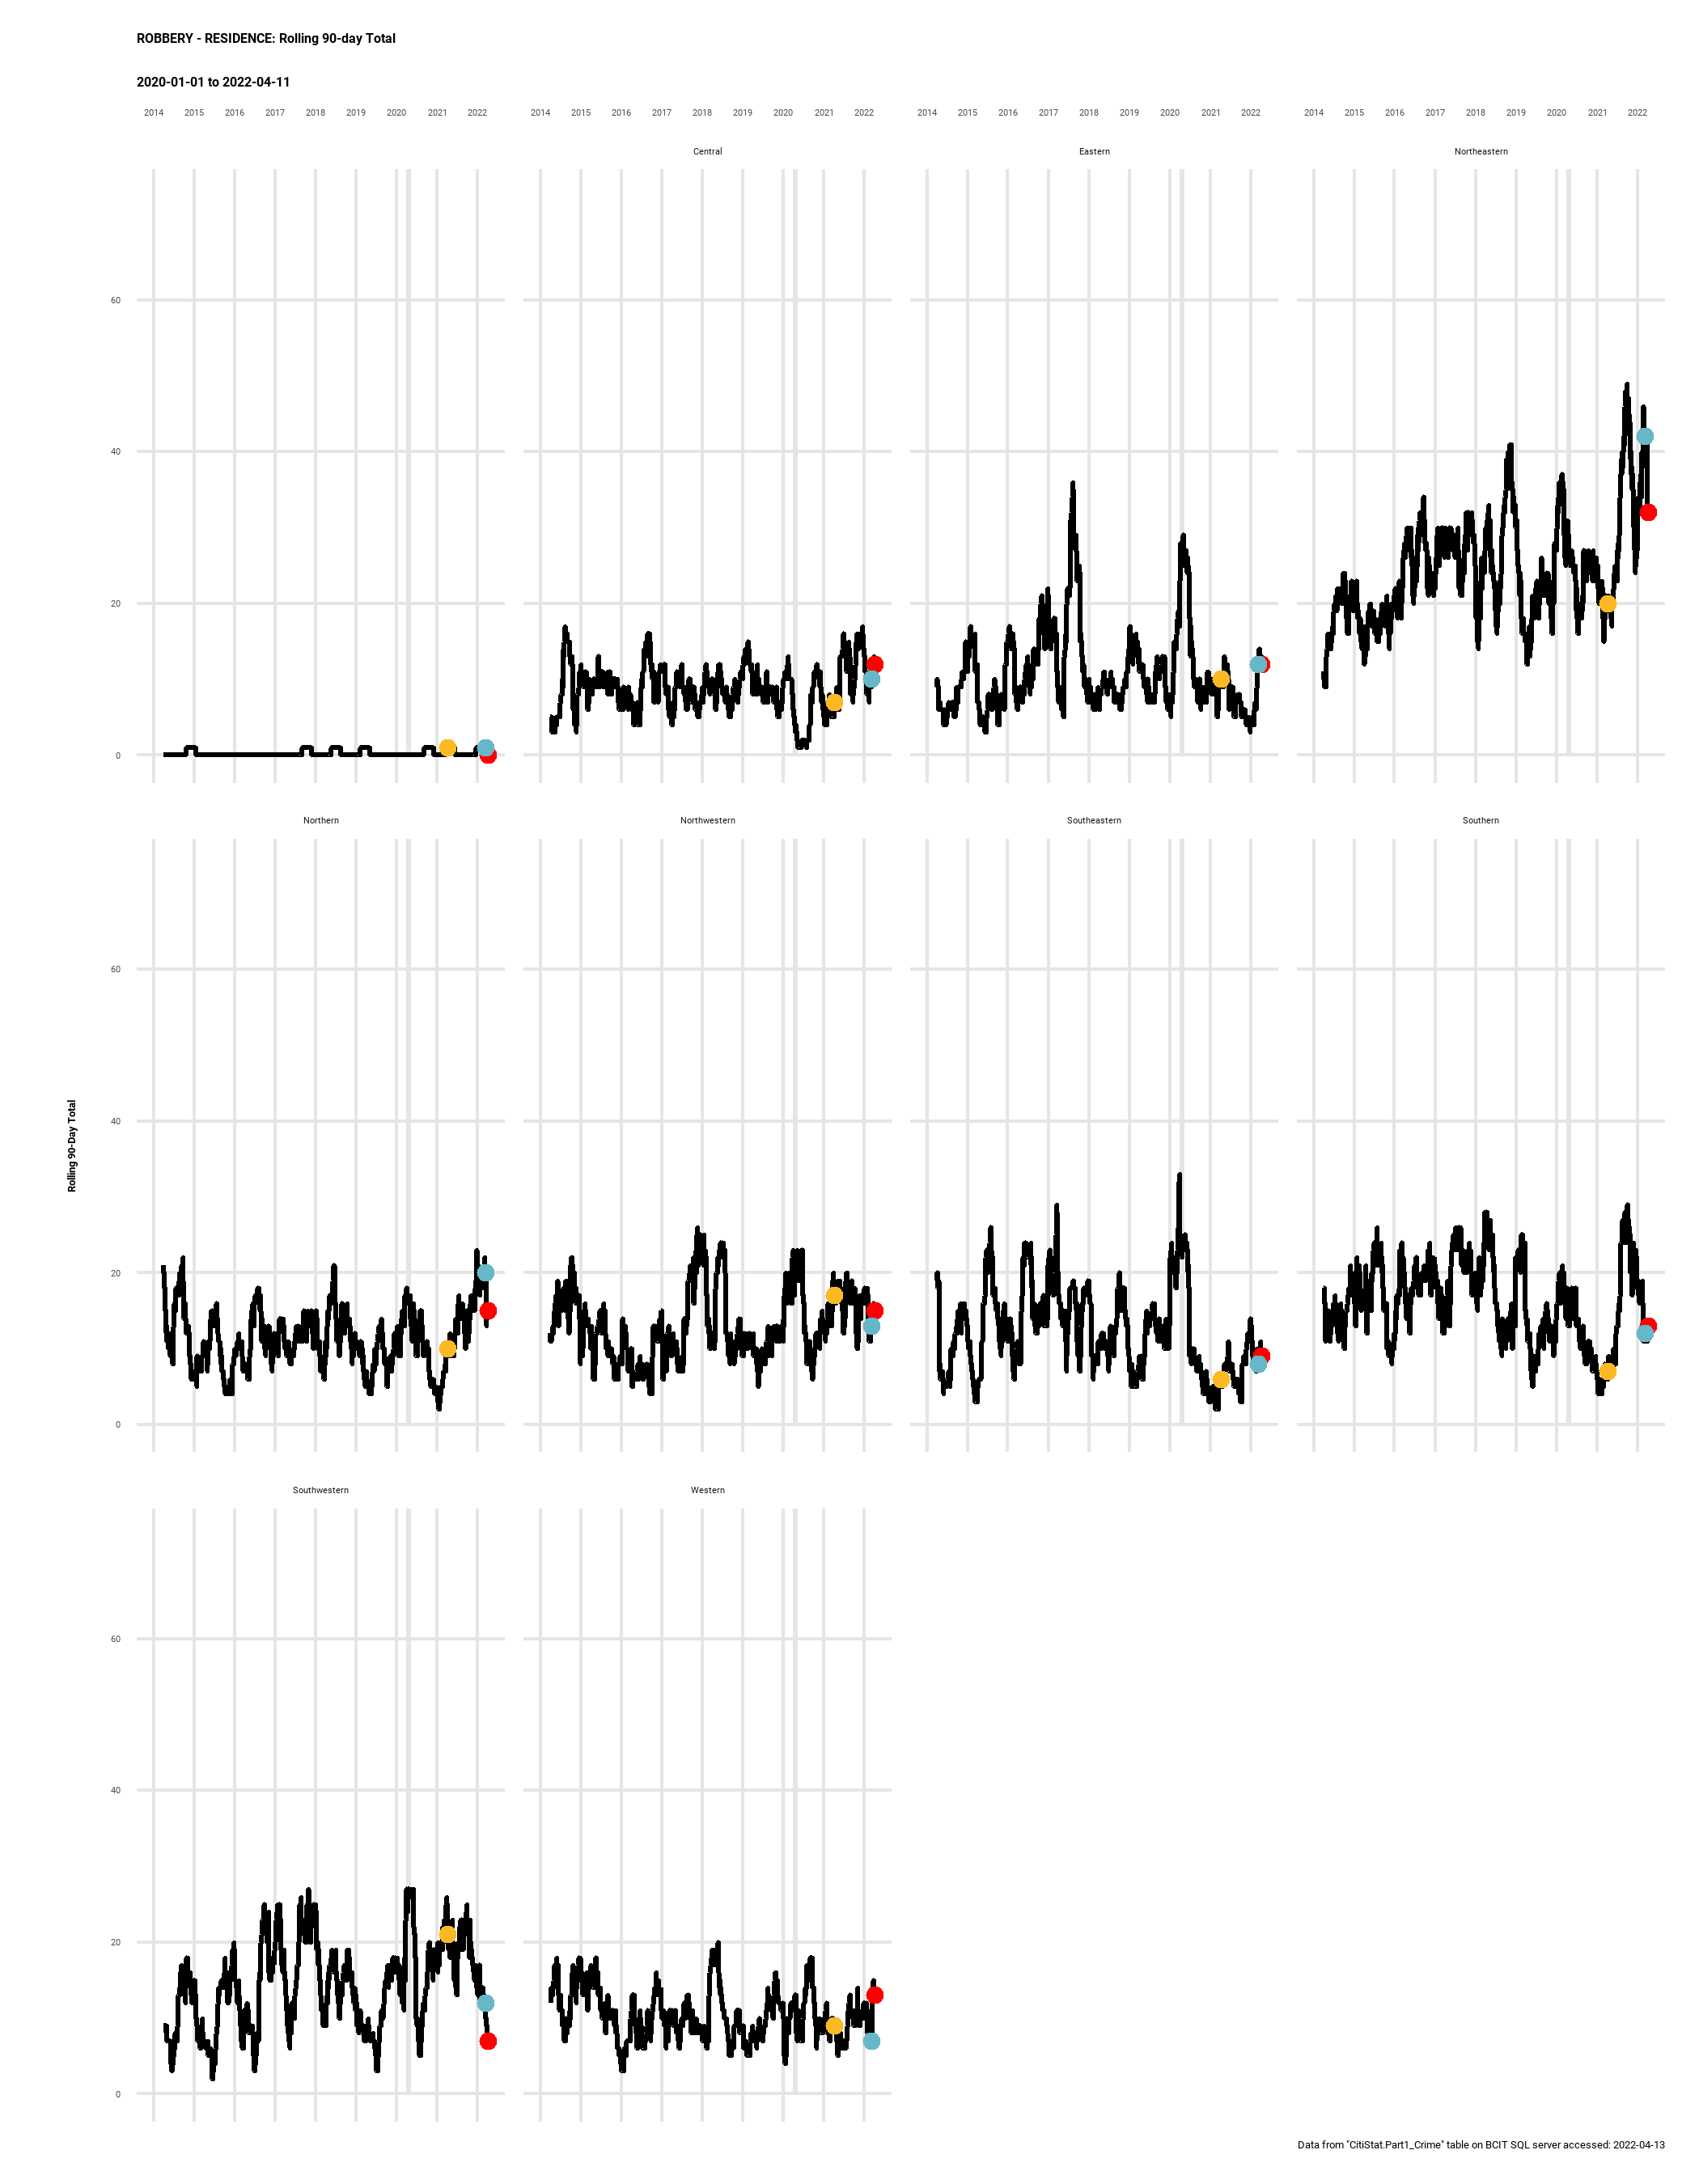 ROBBERY - RESIDENCE: Rolling 90-day Total
2020-01-01 to 2022-04-11
2014 2015 2016 2017 2018 2019 2020 2021 2022 2014 2015 2016 2017 2018 2019 2020 2021 2022 2014 2015 2016 2017 2018 2019 2020 2021 2022 2014 2015 2016 2017 2018 2019 2020 2021 2022
Central Eastern Northeastern
60
40
20
0
Northern Northwestern Southeastern Southern
60
40
20
0
Rolling 90-Day Total
Southwestern Western
60
40
20
0
Data from "CitiStat.Part1_Crime" table on BCIT SQL server accessed: 2022-04-13